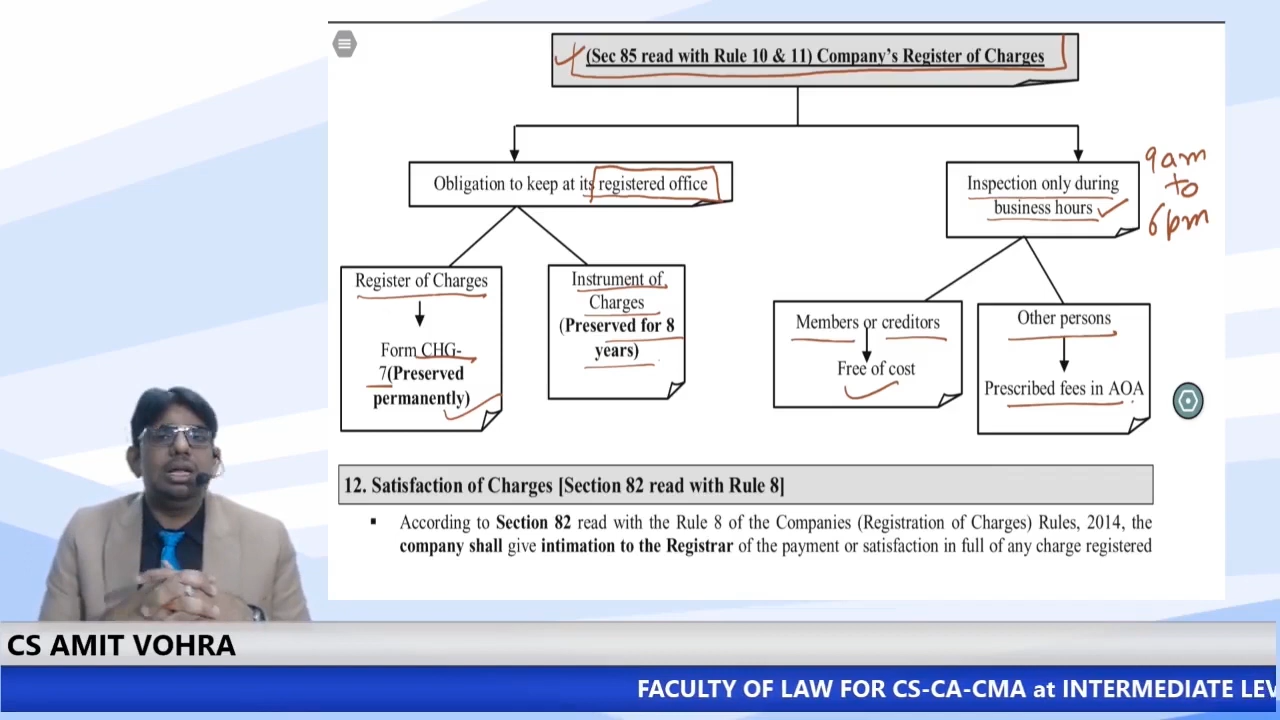 (Sec 85 read with Rule 10 & 11) Company's Register of Charges
Obligation to keep at its registered office
Inspection only during
business hours
9am
to
6pm
Register of Charges
Form CHG-
7(Preserved
permanently)
Instrument of
Charges
(Preserved for 8
years)
Members or creditors
Free of cost
Other persons
Prescribed fees in AOA
12. Satisfaction of Charges [Section 82 read with Rule 8]
▪ According to Section 82 read with the Rule 8 of the Companies (Registration of Charges) Rules, 2014, the
company shall give intimation to the Registrar of the payment or satisfaction in full of any charge registered
CS AMIT VOHRA
FACULTY OF LAW FOR CS-CA-CMA at INTERMEDIATE LEV